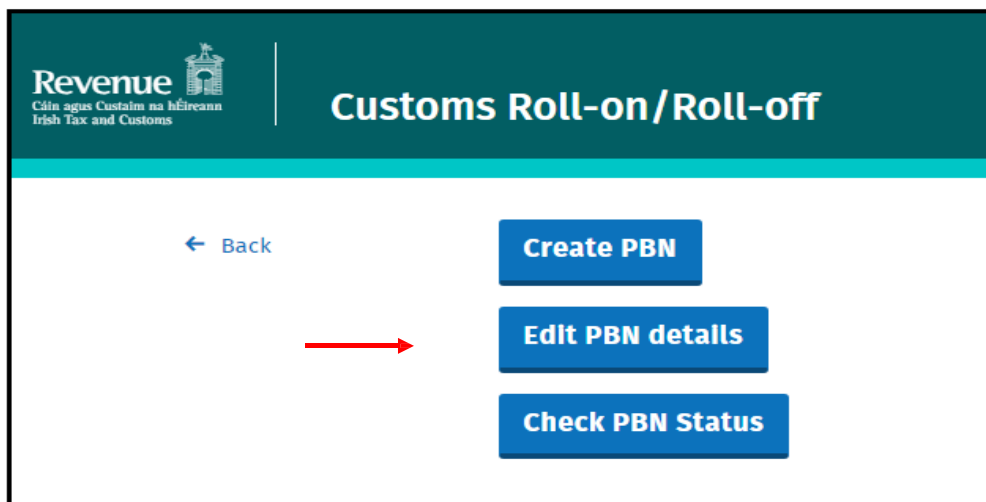 Revenue
Cáin agus Custaim na hÉireann
Irish Tax and Customs
Customs Roll-on/Roll-off
← Back
Create PBN
Edit PBN details
Check PBN Status